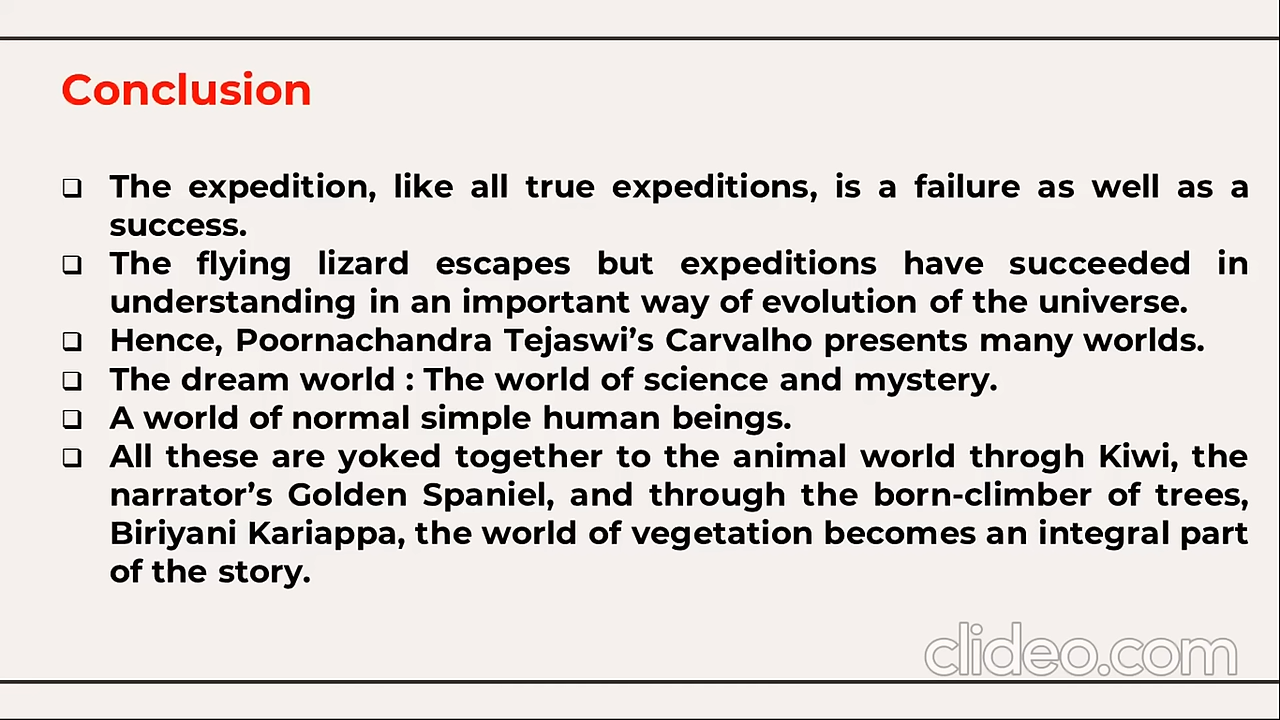 Conclusion
❑ The expedition, like all true expeditions, is a failure as well as a
success.
❑ The flying lizard escapes but expeditions have succeeded in
understanding in an important way of evolution of the universe.
❑ Hence, Poornachandra Tejaswi’s Carvalho presents many worlds.
❑ The dream world : The world of science and mystery.
❑ A world of normal simple human beings.
❑ All these are yoked together to the animal world throgh Kiwi, the
narrator’s Golden Spaniel, and through the born-climber of trees,
Biriyani Kariappa, the world of vegetation becomes an integral part
of the story.
clideo.com